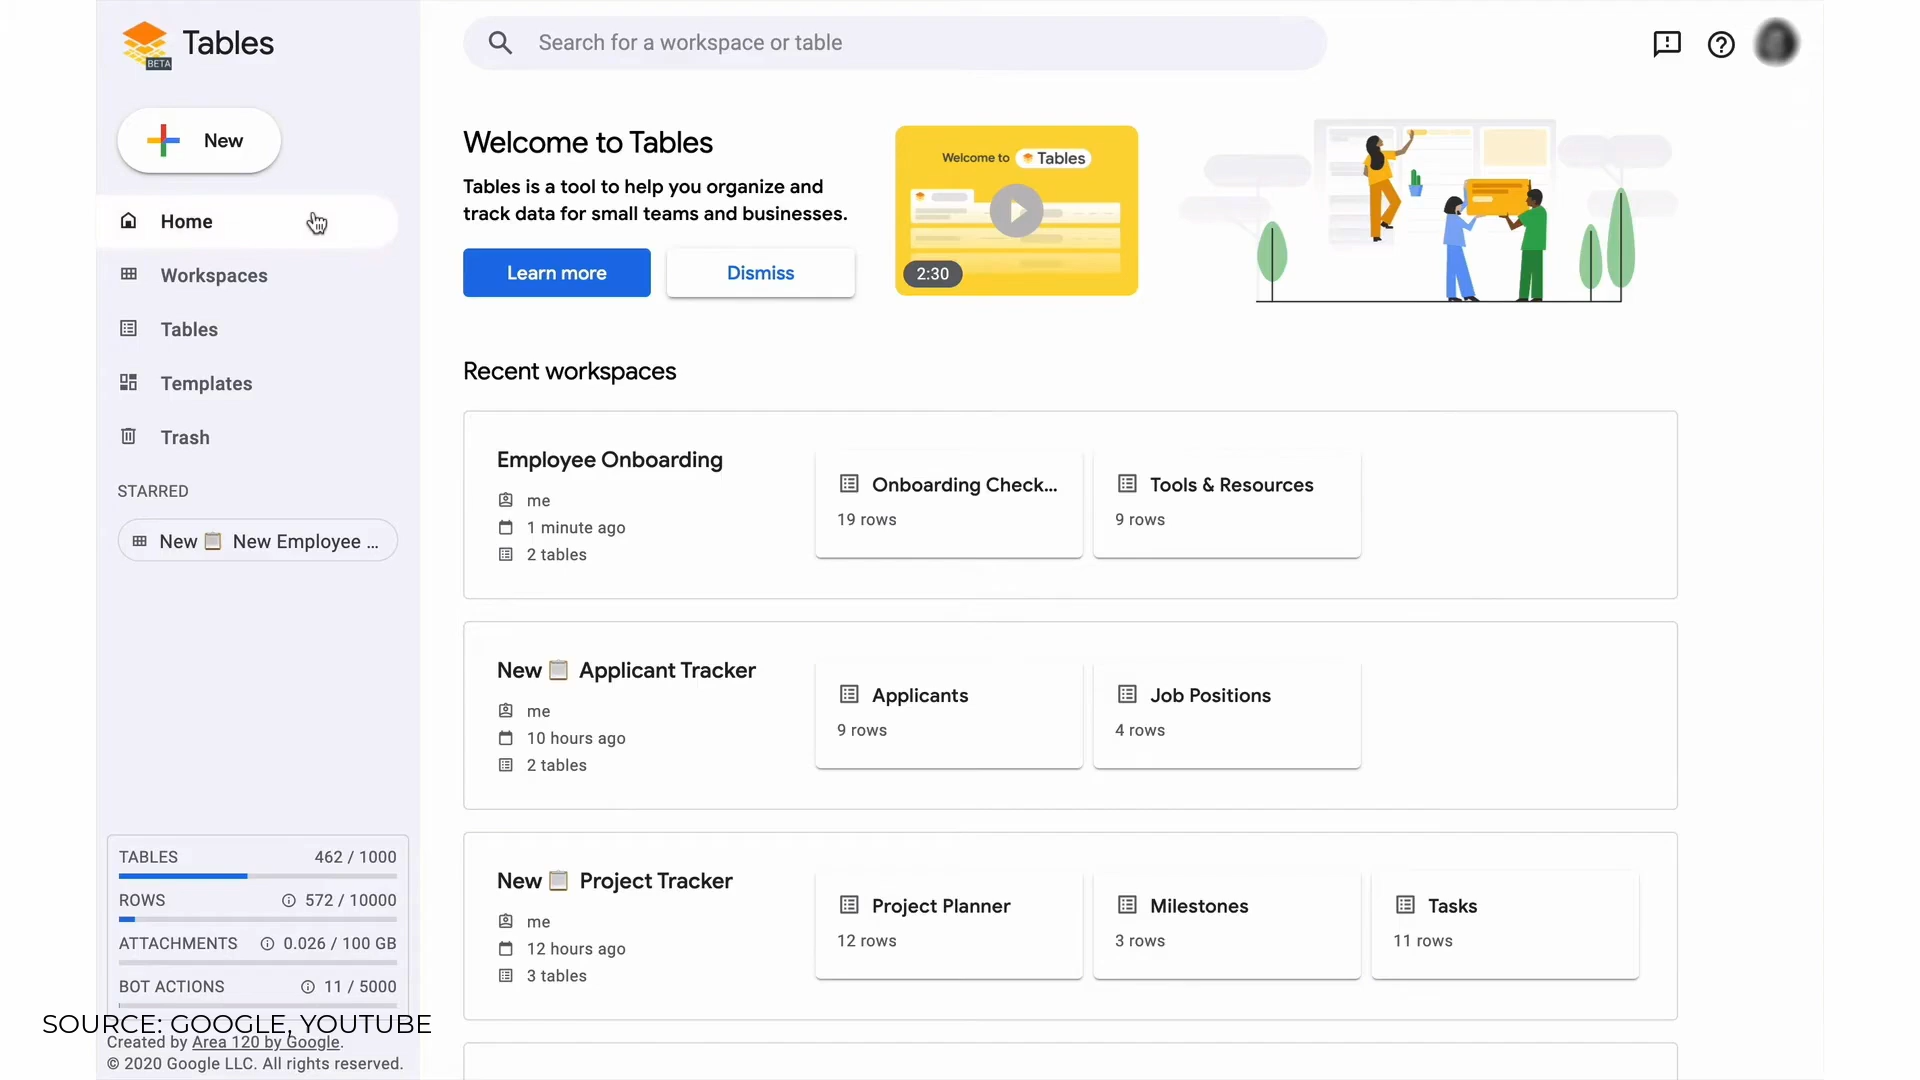 Tables
BETA
Search for a workspace or table
New
Home
Workspaces
Tables
Templates
Trash
STARRED
New 📋 New Employee ...
Welcome to Tables
Tables is a tool to help you organize and
track data for small teams and businesses.
Learn more
Dismiss
Welcome to Tables
2:30
Recent workspaces
Employee Onboarding
me
1 minute ago
2 tables
Onboarding Check...
19 rows
Tools & Resources
9 rows
New 📋 Applicant Tracker
me
10 hours ago
2 tables
Applicants
9 rows
Job Positions
4 rows
New 📋 Project Tracker
me
12 hours ago
3 tables
Project Planner
12 rows
Milestones
3 rows
Tasks
11 rows
TABLES 462 / 1000
ROWS 572 / 10000
ATTACHMENTS 0.026 / 100 GB
BOT ACTIONS 11 / 5000
SOURCE: GOOGLE, YOUTUBE
Created by Area 120 by Google.
© 2020 Google LLC. All rights reserved.